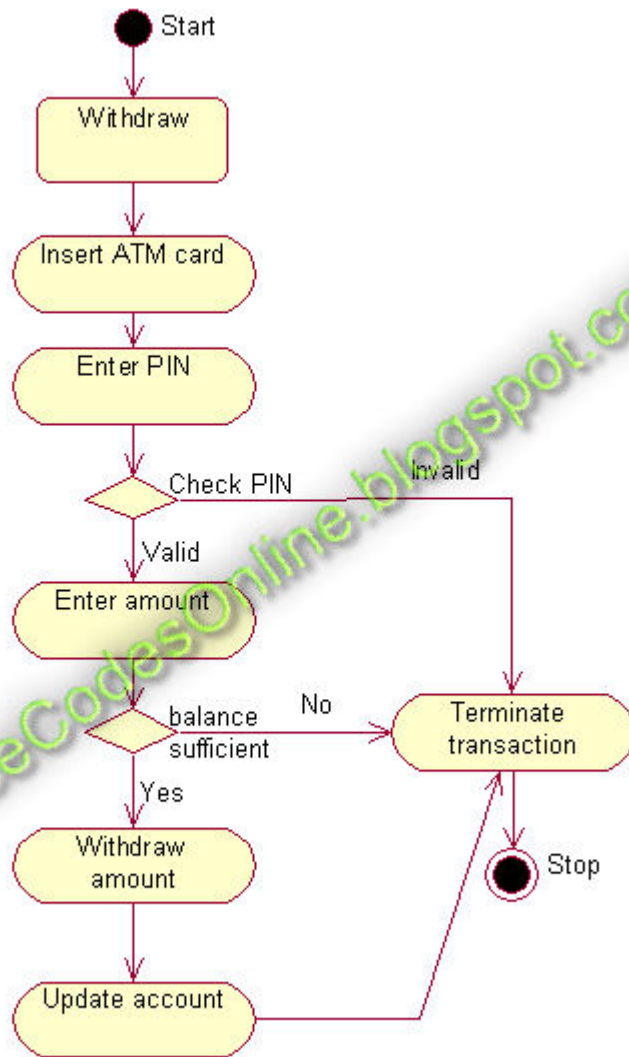 Start
Withdraw
Insert ATM card
Enter PIN
Check PIN
Invalid
Valid
Enter amount
balance
sufficient
No
Terminate
transaction
Yes
Withdraw
amount
Stop
Update account
eCodesOnline.blogspot.co